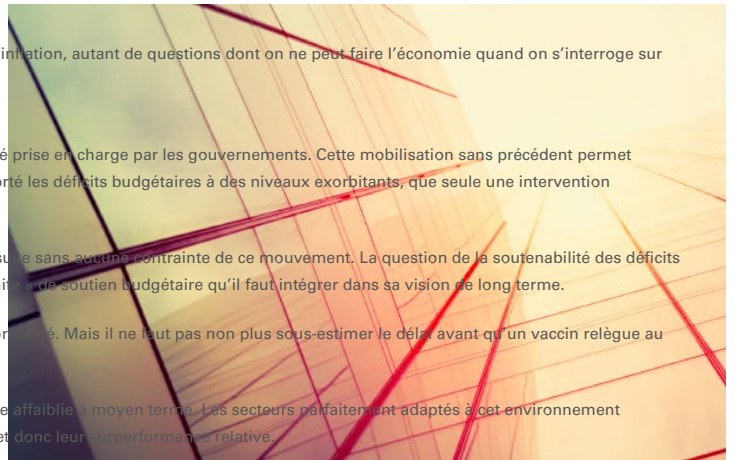 inflation, autant de questions dont on ne peut faire l’économie quand on s’interroge sur
é prise en charge par les gouvernements. Cette mobilisation sans précédent permet
orté les déficits budgétaires à des niveaux exorbitants, que seule une intervention
sans aucune contrainte de ce mouvement. La question de la soutenabilité des déficits
» de soutien budgétaire qu’il faut intégrer dans sa vision de long terme.
Mais il ne faut pas non plus sous-estimer le délai avant qu’un vaccin relègue au
e affaiblie à moyen terme. Les secteurs parfaitement adaptés à cet environnement
et donc leur surperformance relative.